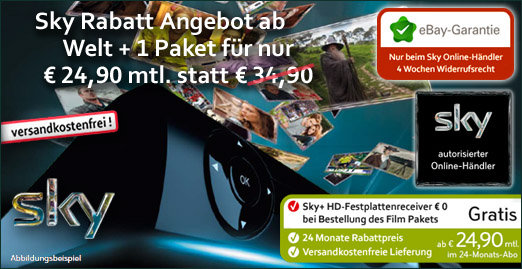 Sky Rabatt Angebot ab
Welt + 1 Paket für nur
€ 24,90 mtl. statt € 34,90
eBay-Garantie
Nur beim Sky Online-Händler
4 Wochen Widerrufsrecht
versandkostenfrei !
sky
autorisierter
Online-Händler
OK
sky
Sky+ HD-Festplattenreceiver € 0
bei Bestellung des Film Pakets
Gratis
24 Monate Rabattpreis
Versandkostenfreie Lieferung
ab € 24,90 mtl.
im 24-Monats-Abo
Abbildungsbeispiel